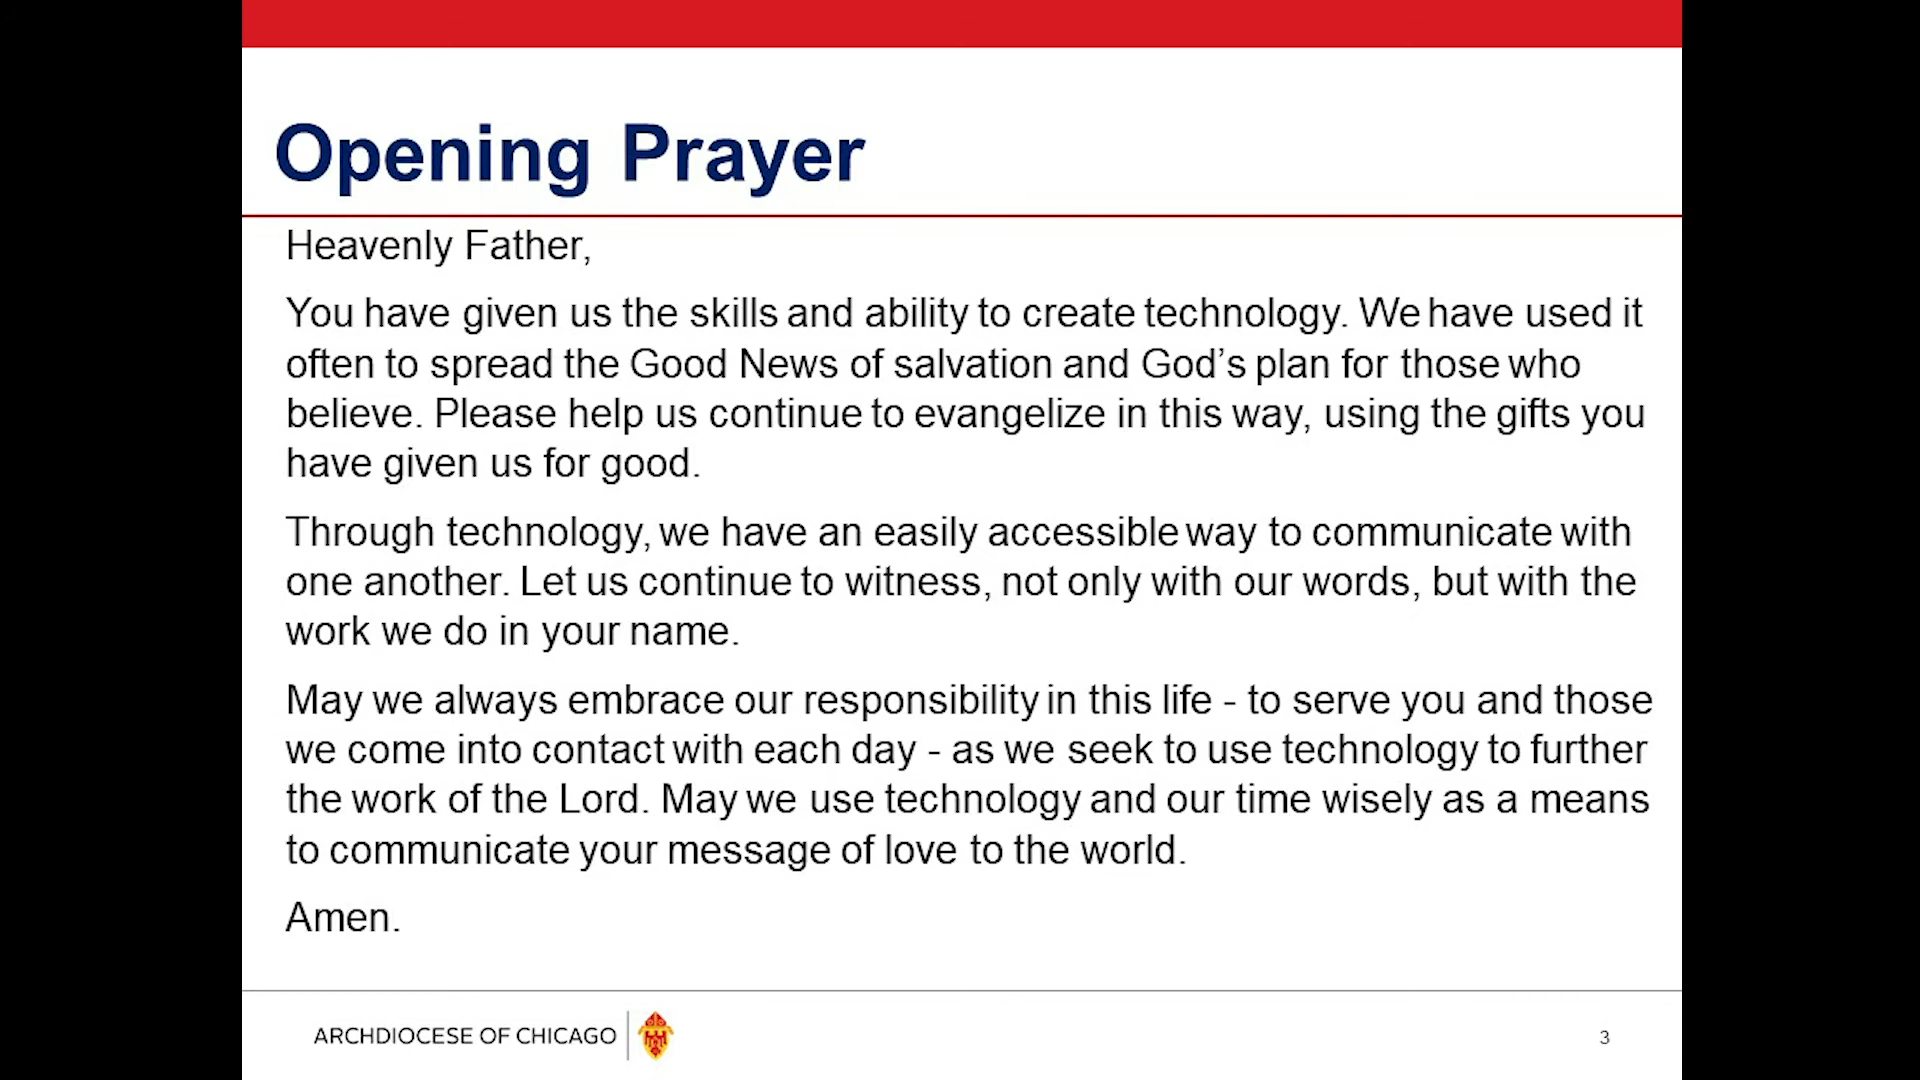 Opening Prayer
Heavenly Father,
You have given us the skills and ability to create technology. We have used it
often to spread the Good News of salvation and God’s plan for those who
believe. Please help us continue to evangelize in this way, using the gifts you
have given us for good.
Through technology, we have an easily accessible way to communicate with
one another. Let us continue to witness, not only with our words, but with the
work we do in your name.
May we always embrace our responsibility in this life - to serve you and those
we come into contact with each day - as we seek to use technology to further
the work of the Lord. May we use technology and our time wisely as a means
to communicate your message of love to the world.
Amen.
ARCHDIOCESE OF CHICAGO
3